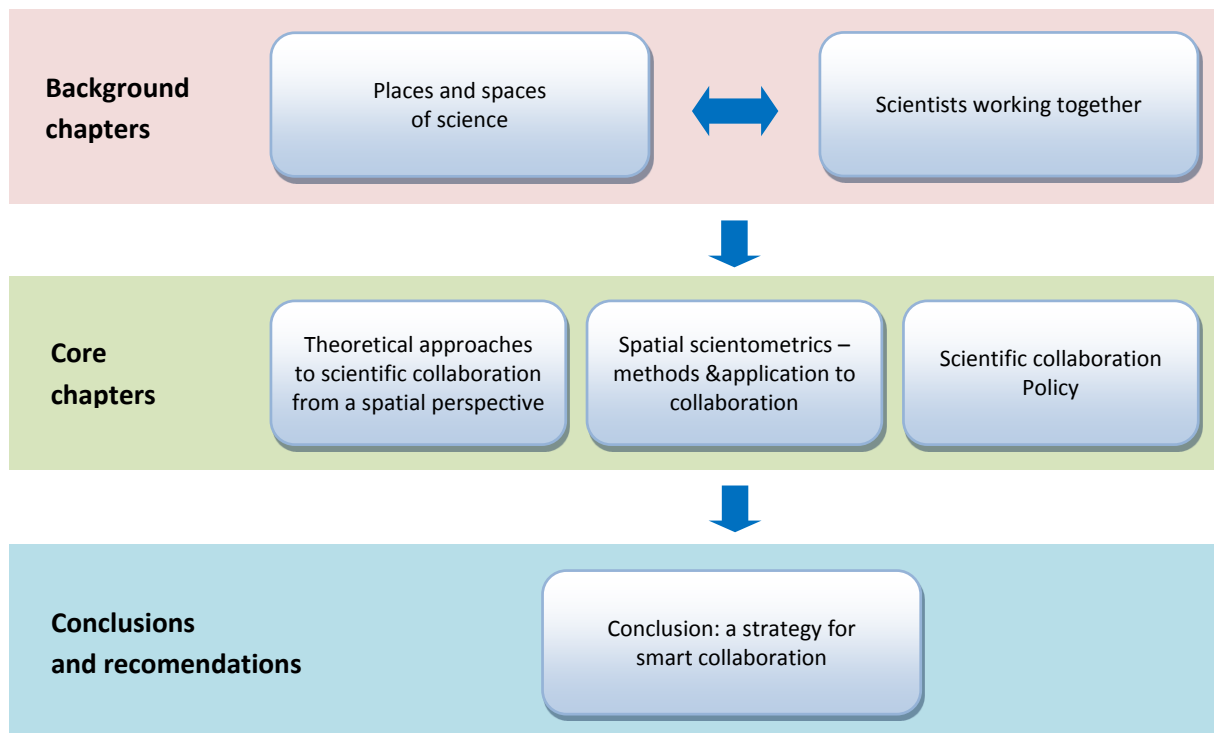 Background
chapters
Places and spaces
of science
Scientists working together
Core
chapters
Theoretical approaches
to scientific collaboration
from a spatial perspective
Spatial scientometrics –
methods &application to
collaboration
Scientific collaboration
Policy
Conclusions
and recomendations
Conclusion: a strategy for
smart collaboration